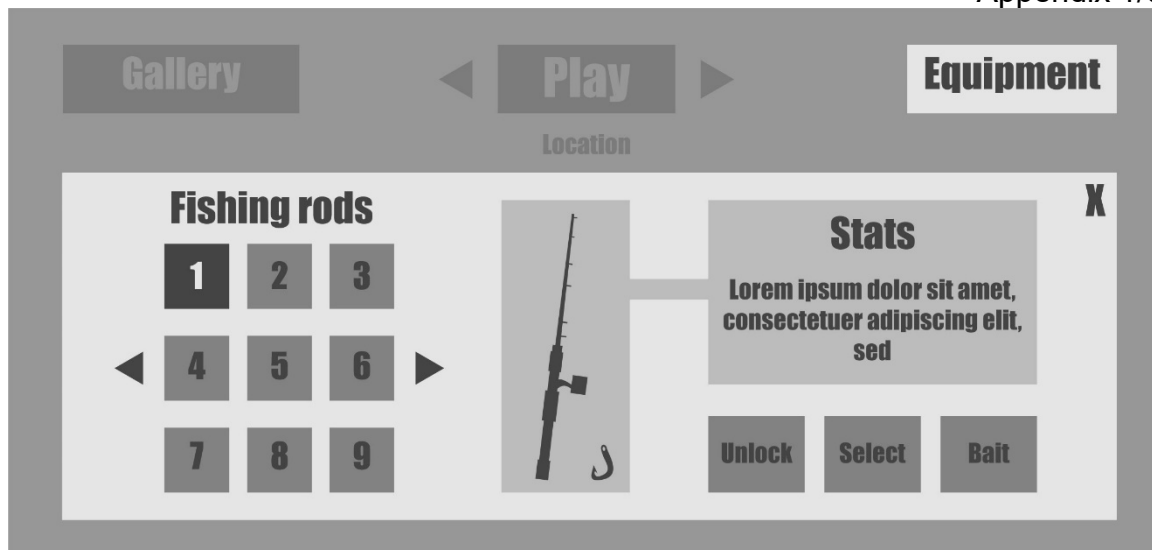 Gallery
Play
Equipment
Location
Fishing rods
1 2 3
4 5 6
7 8 9
Stats
Lorem ipsum dolor sit amet,
consectetuer adipiscing elit,
sed
Unlock Select Bait
X